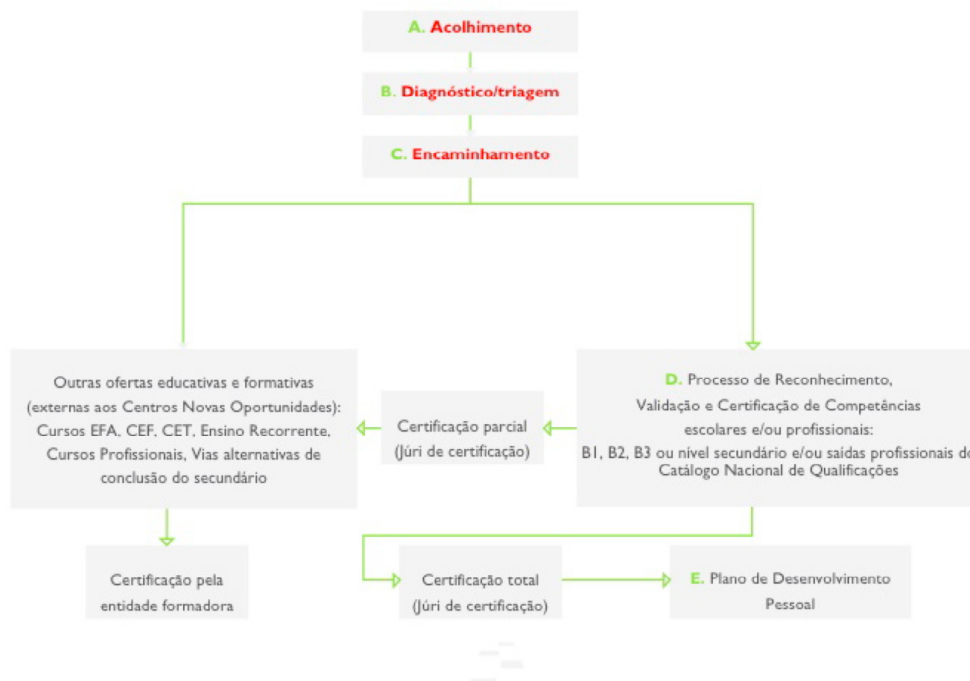 A. Acolhimento
B. Diagnóstico/triagem
C. Encaminhamento
Outras ofertas educativas e formativas
(externas aos Centros Novas Oportunidades):
Cursos EFA, CEF, CET, Ensino Recorrente,
Cursos Profissionais, Vias alternativas de
conclusão do secundário
Certificação parcial
(Júri de certificação)
D. Processo de Reconhecimento,
Validação e Certificação de Competências
escolares e/ou profissionais:
B1, B2, B3 ou nível secundário e/ou saídas profissionais do
Catálogo Nacional de Qualificações
Certificação pela
entidade formadora
Certificação total
(Júri de certificação)
E. Plano de Desenvolvimento
Pessoal